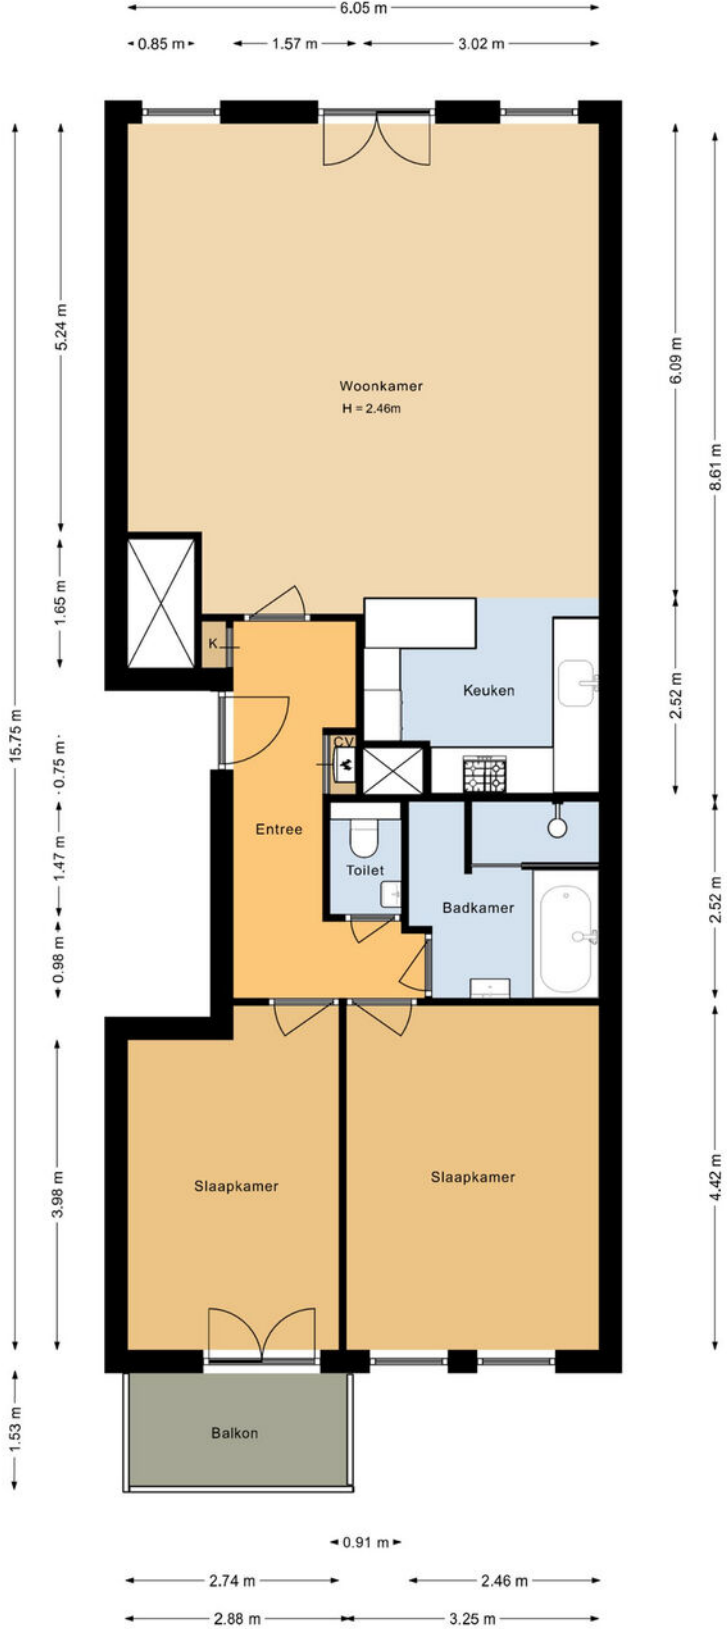 6.05 m
0.85 m
1.57 m
3.02 m
5.24 m
6.09 m
8.61 m
Woonkamer
H = 2.46m
1.65 m
K
Keuken
2.52 m
15.75 m
0.75 m
CV
Entree
1.47 m
Toilet
Badkamer
2.52 m
0.98 m
3.98 m
Slaapkamer
Slaapkamer
4.42 m
1.53 m
Balkon
0.91 m
2.74 m
2.46 m
2.88 m
3.25 m